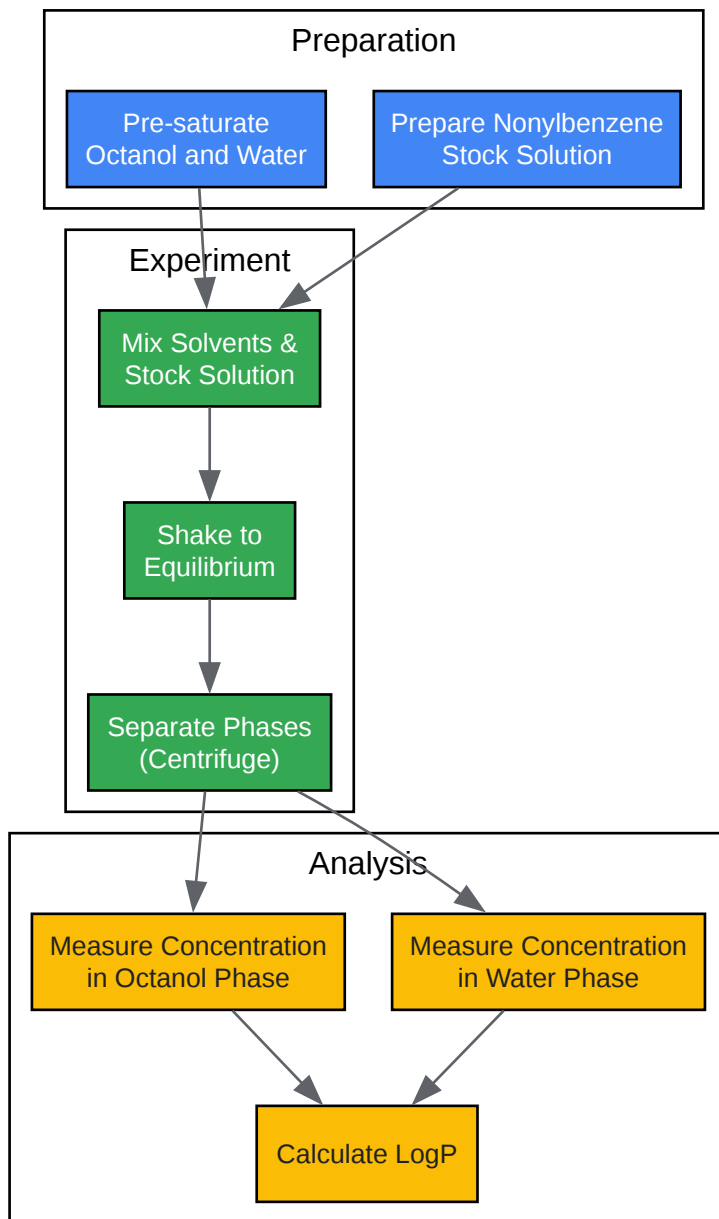 Preparation
Pre-saturate
Octanol and Water
Prepare Nonylbenzene
Stock Solution
Experiment
Mix Solvents &
Stock Solution
Shake to
Equilibrium
Separate Phases
(Centrifuge)
Analysis
Measure Concentration
in Octanol Phase
Measure Concentration
in Water Phase
Calculate LogP